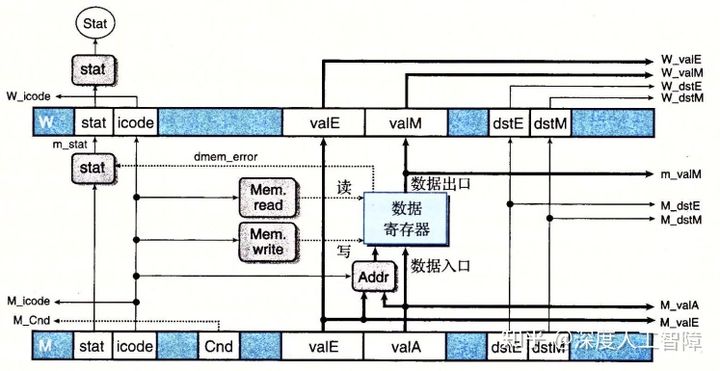 Stat
stat
W_valE
W_valM
W_dstE
W_dstM
W_icode
W stat icode valE valM dstE dstM
m_stat
stat
dmem_error
数据出口
m_valM
Mem.
read
读
数据
寄存器
M_dstE
M_dstM
Mem.
write
写
数据入口
Addr
M_icode
M_valA
M_Cnd
M_valE
M stat icode Cnd valE valA dstE dstM
知乎 @深度人工智障